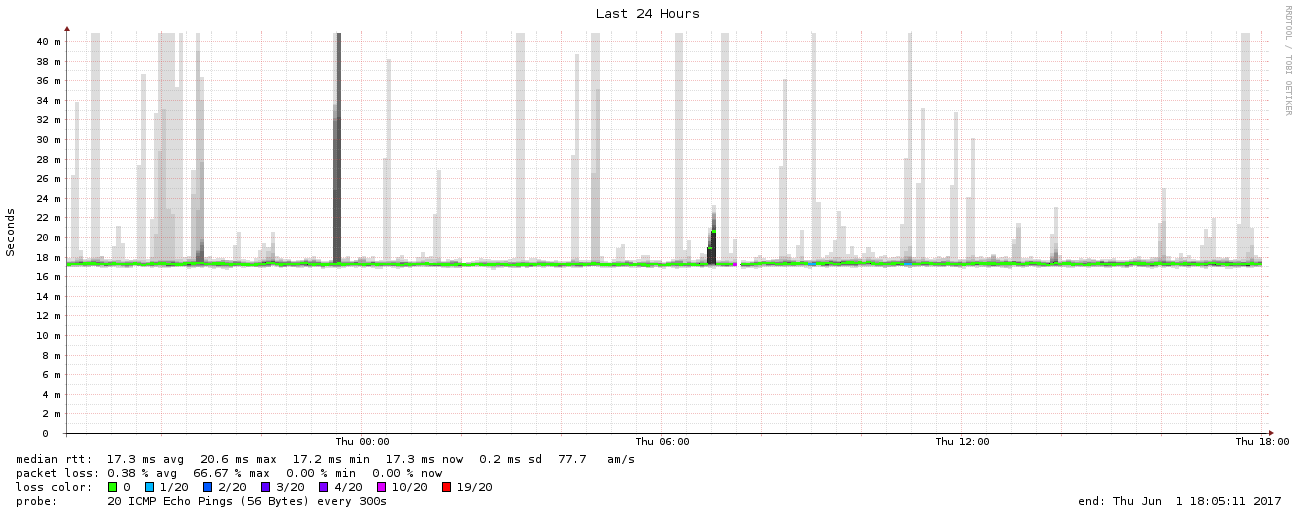 Last 24 Hours
RRDTOOL / TOBI OETIKER
Seconds
40 m
38 m
36 m
34 m
32 m
30 m
28 m
26 m
24 m
22 m
20 m
18 m
16 m
14 m
12 m
10 m
8 m
6 m
4 m
2 m
0
Thu 00:00 Thu 06:00 Thu 12:00 Thu 18:00
median rtt: 17.3 ms avg 20.6 ms max 17.2 ms min 17.3 ms now 0.2 ms sd 77.7 am/s
packet loss: 0.38 % avg 66.67 % max 0.00 % min 0.00 % now
loss color: 0 1/20 2/20 3/20 4/20 10/20 19/20
probe: 20 ICMP Echo Pings (56 Bytes) every 300s end: Thu Jun 1 18:05:11 2017